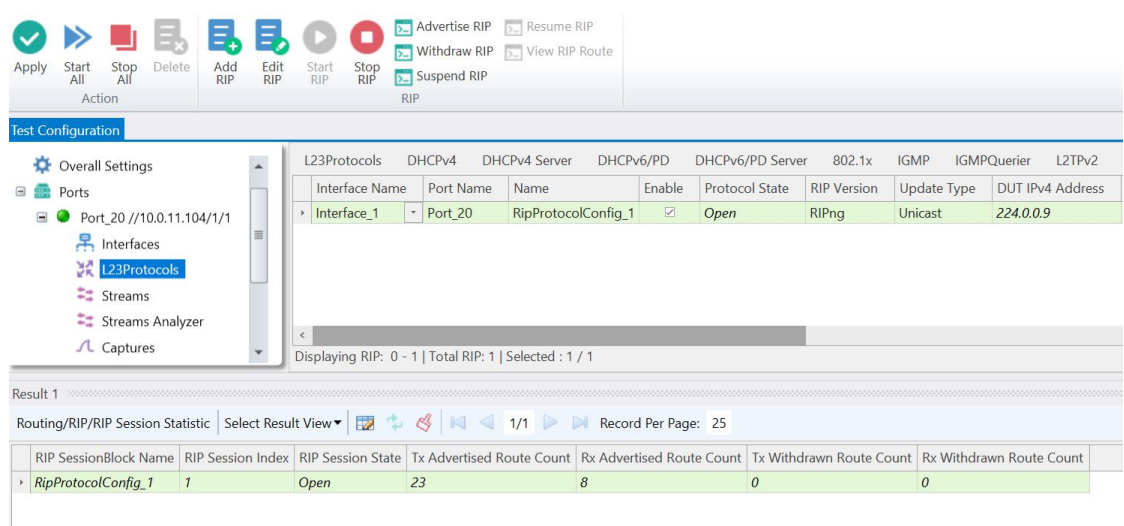 Apply
Start All
Stop All
Delete
Action
Add RIP
Edit RIP
Start RIP
Stop RIP
Advertise RIP
Withdraw RIP
Suspend RIP
Resume RIP
View RIP Route
RIP
Test Configuration
Overall Settings
Ports
Port_20 //10.0.11.104/1/1
Interfaces
L23Protocols
Streams
Streams Analyzer
Captures
L23Protocols DHCPv4 DHCPv4 Server DHCPv6/PD DHCPv6/PD Server 802.1x IGMP IGMPQuerier L2TPv2
Interface Name Port Name Name Enable Protocol State RIP Version Update Type DUT IPv4 Address
Interface_1 Port_20 RipProtocolConfig_1 Open RIPng Unicast 224.0.0.9
Displaying RIP: 0 - 1 | Total RIP: 1 | Selected : 1 / 1
Result 1
Routing/RIP/RIP Session Statistic Select Result View 1/1 Record Per Page: 25
RIP SessionBlock Name RIP Session Index RIP Session State Tx Advertised Route Count Rx Advertised Route Count Tx Withdrawn Route Count Rx Withdrawn Route Count
RipProtocolConfig_1 1 Open 23 8 0 0